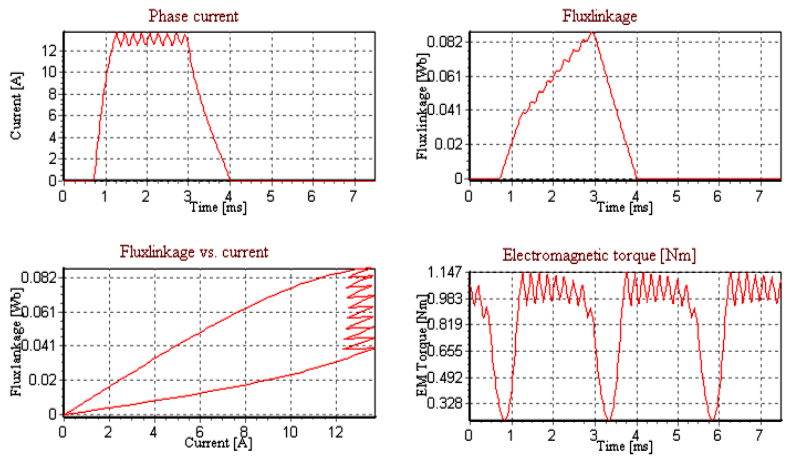 Phase current
Current [A]
12
10
8
6
4
2
0
0 1 2 3 4 5 6 7
Time [ms]
Fluxlinkage
Fluxlinkage [Wb]
0.082
0.061
0.041
0.02
0
0 1 2 3 4 5 6 7
Time [ms]
Fluxlinkage vs. current
Fluxlankage [Wb]
0.082
0.061
0.041
0.02
0
0 2 4 6 8 10 12
Current [A]
Electromagnetic torque [Nm]
EM Torque [Nm]
1.147
0.983
0.819
0.655
0.492
0.328
0 1 2 3 4 5 6 7
Time [ms]